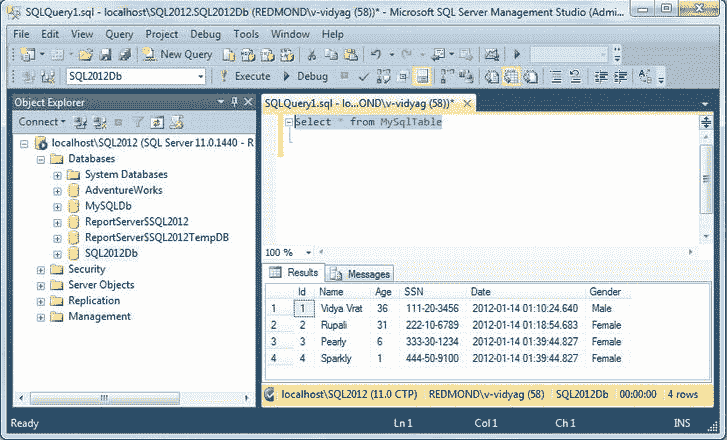 SQLQuery1.sql - localhost\SQL2012.SQL2012Db (REDMOND\v-vidyag (58))* - Microsoft SQL Server Management Studio (Admi...
File Edit View Query Project Debug Tools Window Help
New Query
SQL2012Db Execute Debug
Object Explorer
Connect
localhost\SQL2012 (SQL Server 11.0.1440 - R
Databases
System Databases
AdventureWorks
MySQLDb
ReportServer$SQL2012
ReportServer$SQL2012TempDB
SQL2012Db
Security
Server Objects
Replication
Management
SQLQuery1.sql - lo...OND\v-vidyag (58))*
Select * from MySqlTable
100 %
Results Messages
Id Name Age SSN Date Gender
1 1 Vidya Vrat 36 111-20-3456 2012-01-14 01:10:24.640 Male
2 2 Rupali 31 222-10-6789 2012-01-14 01:18:54.683 Female
3 3 Pearly 6 333-30-1234 2012-01-14 01:39:44.827 Female
4 4 Sparkly 1 444-50-9100 2012-01-14 01:39:44.827 Female
localhost\SQL2012 (11.0 CTP) REDMOND\v-vidyag (58) SQL2012Db 00:00:00 4 rows
Ready Ln 1 Col 1 Ch 1 INS